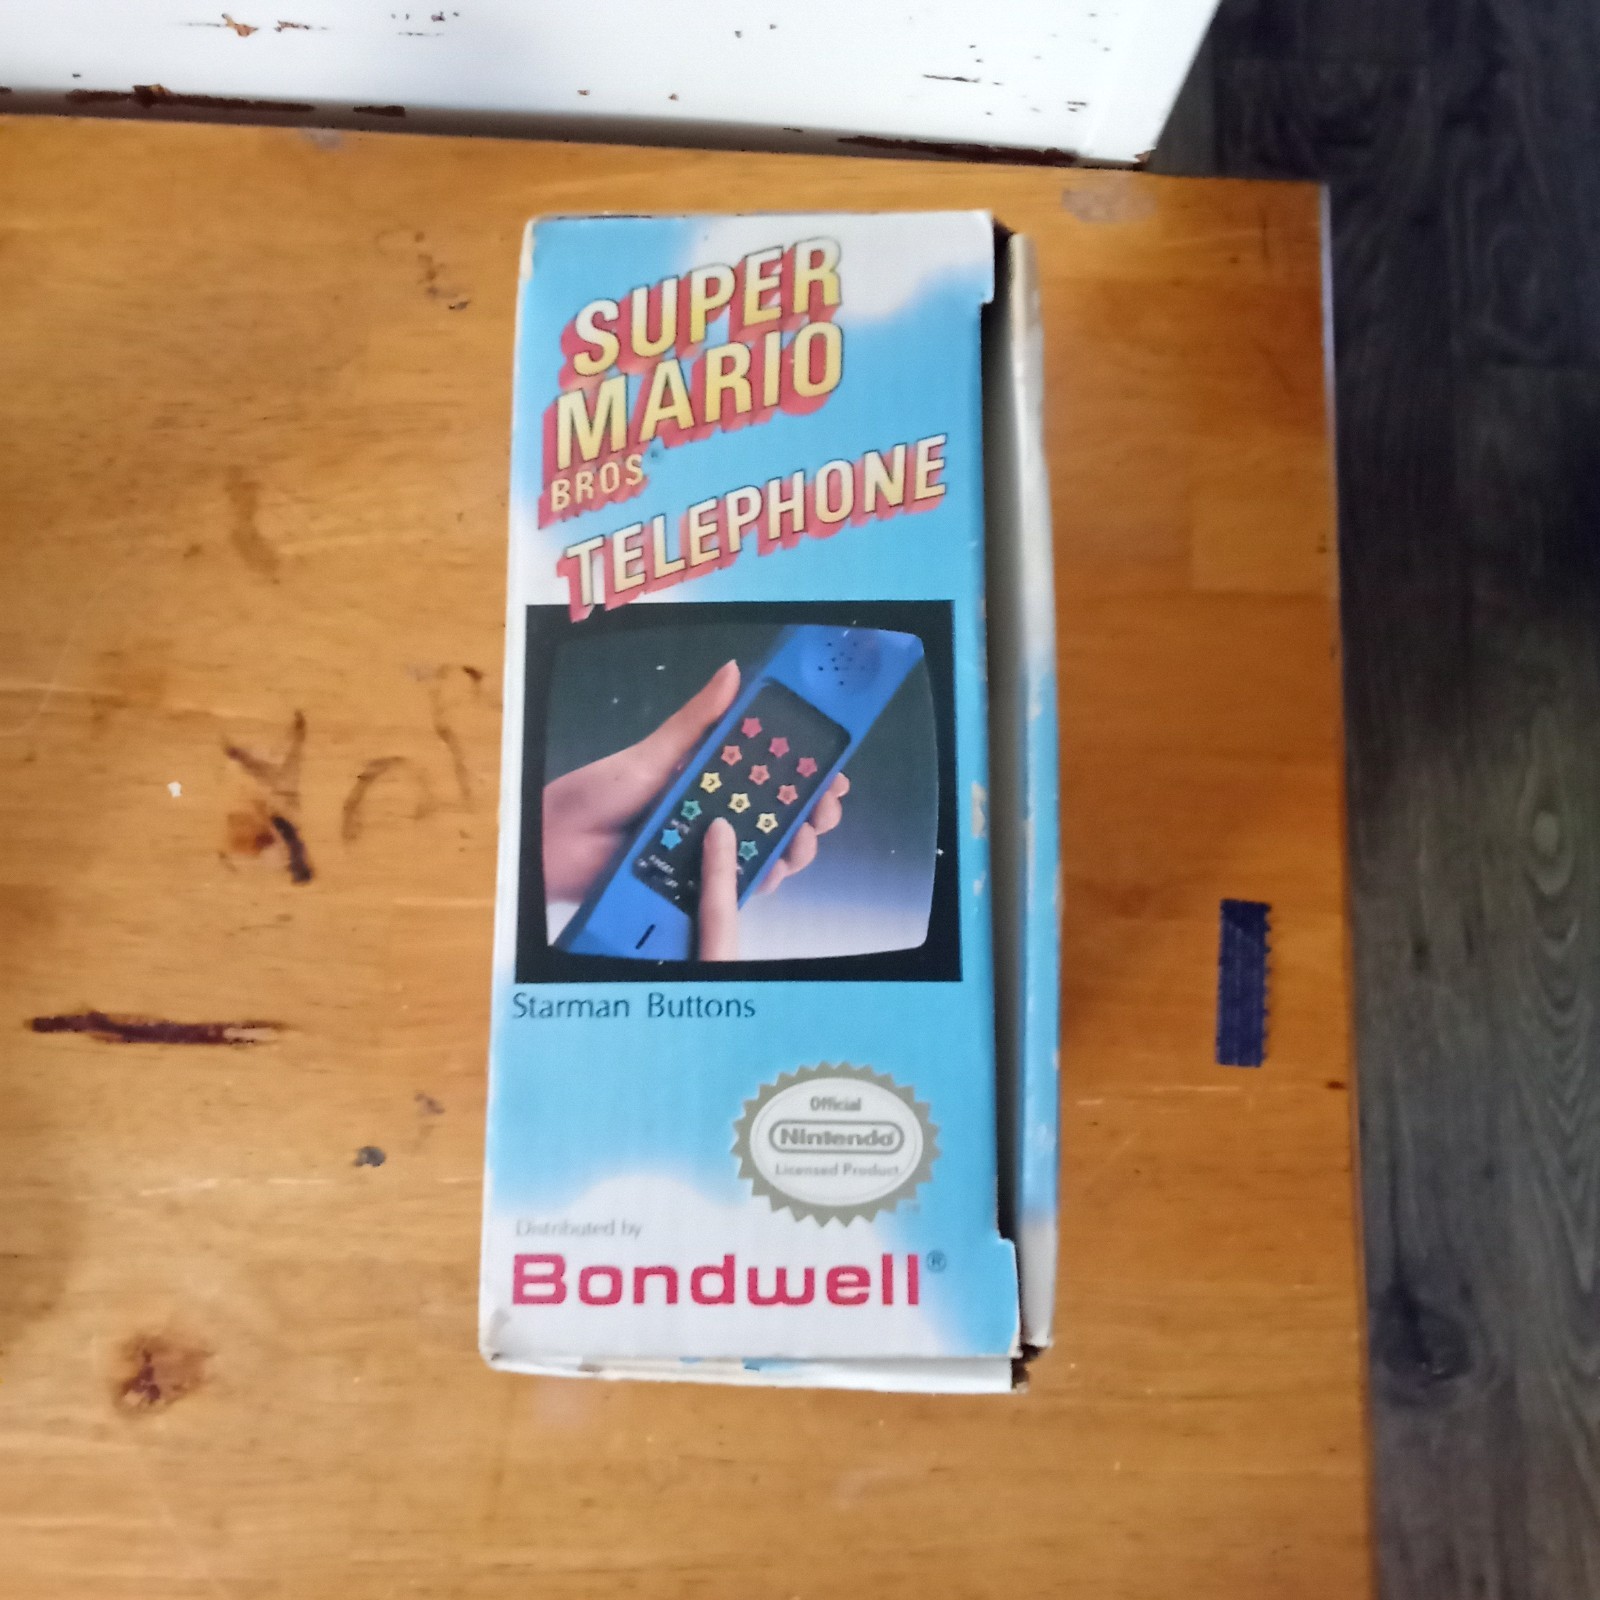 SUPER
MARIO
BROS
TELEPHONE
Starman Buttons
Official
Nintendo®
Licensed Product
Distributed by
Bondwell®